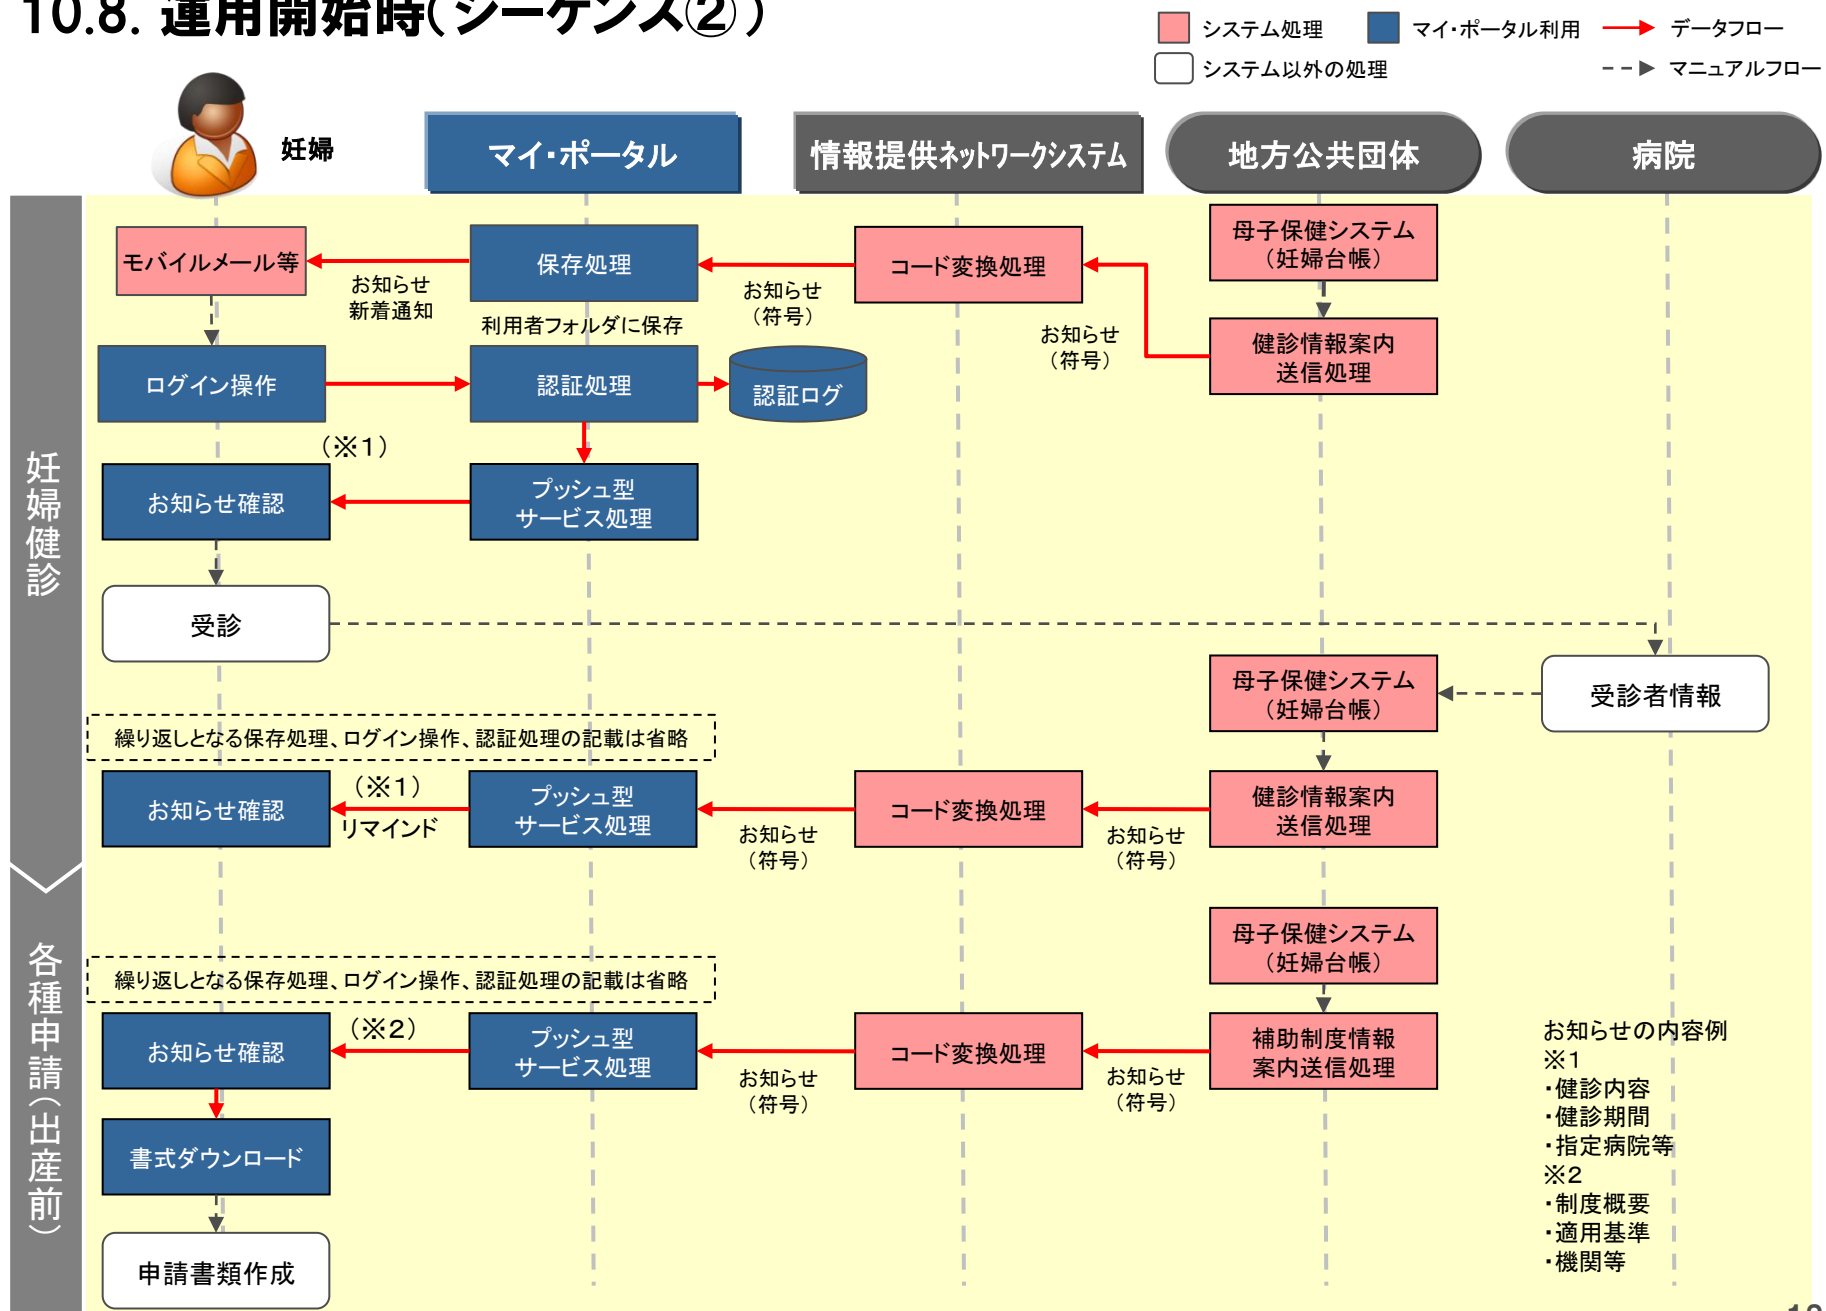 10.8. 運用開始時(シーケンス②)
システム処理
マイ・ポータル利用
データフロー
システム以外の処理
マニュアルフロー
妊婦
マイ・ポータル
情報提供ネットワークシステム
地方公共団体
病院
妊婦健診
モバイルメール等
お知らせ
新着通知
保存処理
利用者フォルダに保存
お知らせ
(符号)
コード変換処理
お知らせ
(符号)
母子保健システム
(妊婦台帳)
健診情報案内
送信処理
ログイン操作
認証処理
認証ログ
(※1)
お知らせ確認
プッシュ型
サービス処理
受診
母子保健システム
(妊婦台帳)
受診者情報
繰り返しとなる保存処理、ログイン操作、認証処理の記載は省略
お知らせ確認
(※1)
リマインド
プッシュ型
サービス処理
お知らせ
(符号)
コード変換処理
お知らせ
(符号)
健診情報案内
送信処理
各種申請(出産前)
母子保健システム
(妊婦台帳)
繰り返しとなる保存処理、ログイン操作、認証処理の記載は省略
お知らせ確認
(※2)
プッシュ型
サービス処理
お知らせ
(符号)
コード変換処理
お知らせ
(符号)
補助制度情報
案内送信処理
書式ダウンロード
申請書類作成
お知らせの内容例
※1
・健診内容
・健診期間
・指定病院等
※2
・制度概要
・適用基準
・機関等